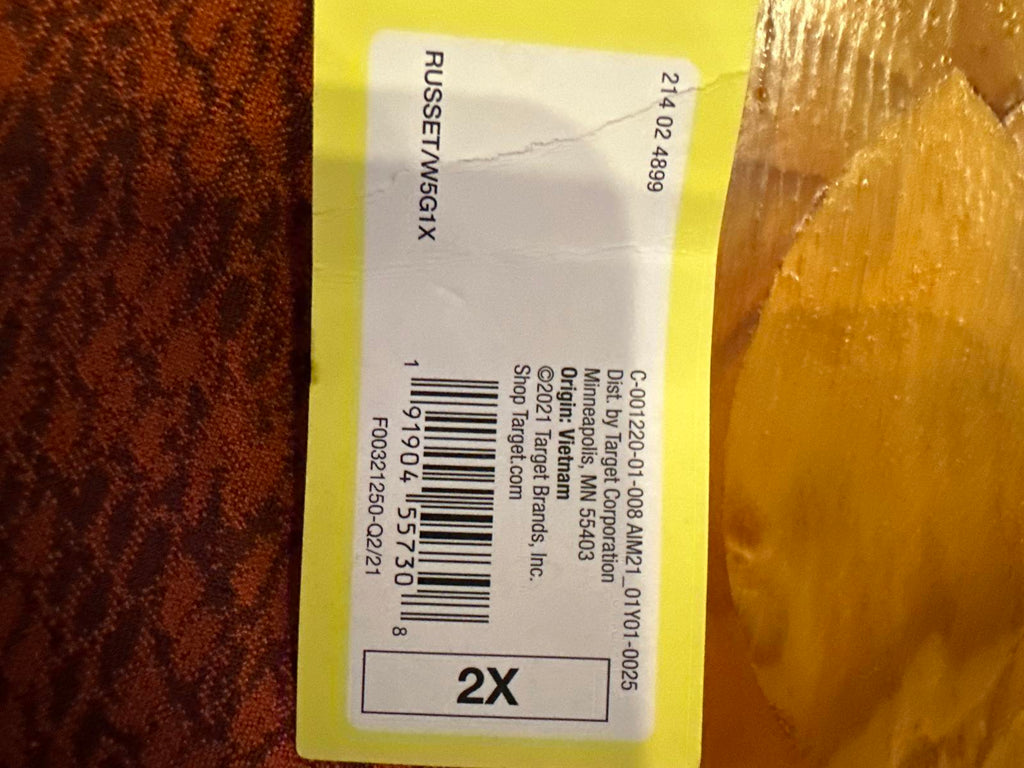 214 02 4899
RUSSET/W5G1X
C-001220-01-008 AIM21_01Y01-0025
Dist. by Target Corporation
Minneapolis, MN 55403
Origin: Vietnam
©2021 Target Brands, Inc.
Shop Target.com
1 91904 55730 8
F00321250-Q2/21
2X